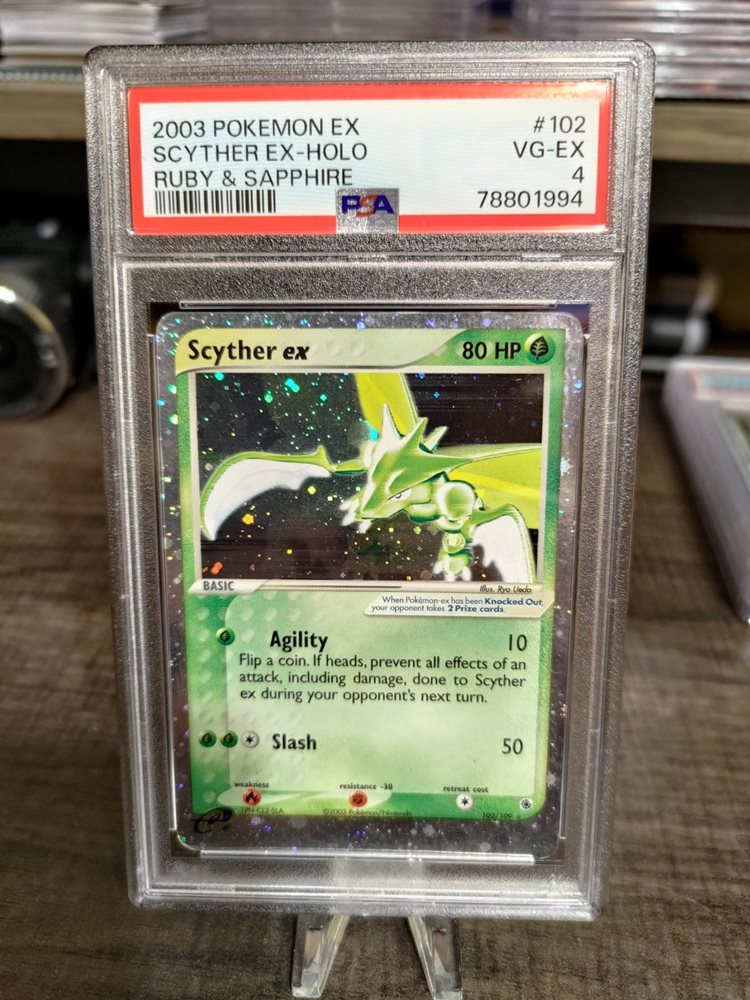 2003 POKEMON EX #102
SCYTHER EX-HOLO VG-EX
RUBY & SAPPHIRE 4
PSA 78801994
Scyther ex 80 HP
BASIC
Illus. Ryo Ueda
When Pokémon-ex has been Knocked Out,
your opponent takes 2 Prize cards.
Agility 10
Flip a coin. If heads, prevent all effects of an
attack, including damage, done to Scyther
ex during your opponent's next turn.
Slash 50
weakness resistance -30 retreat cost
©2003 Pokémon/Nintendo 102/109